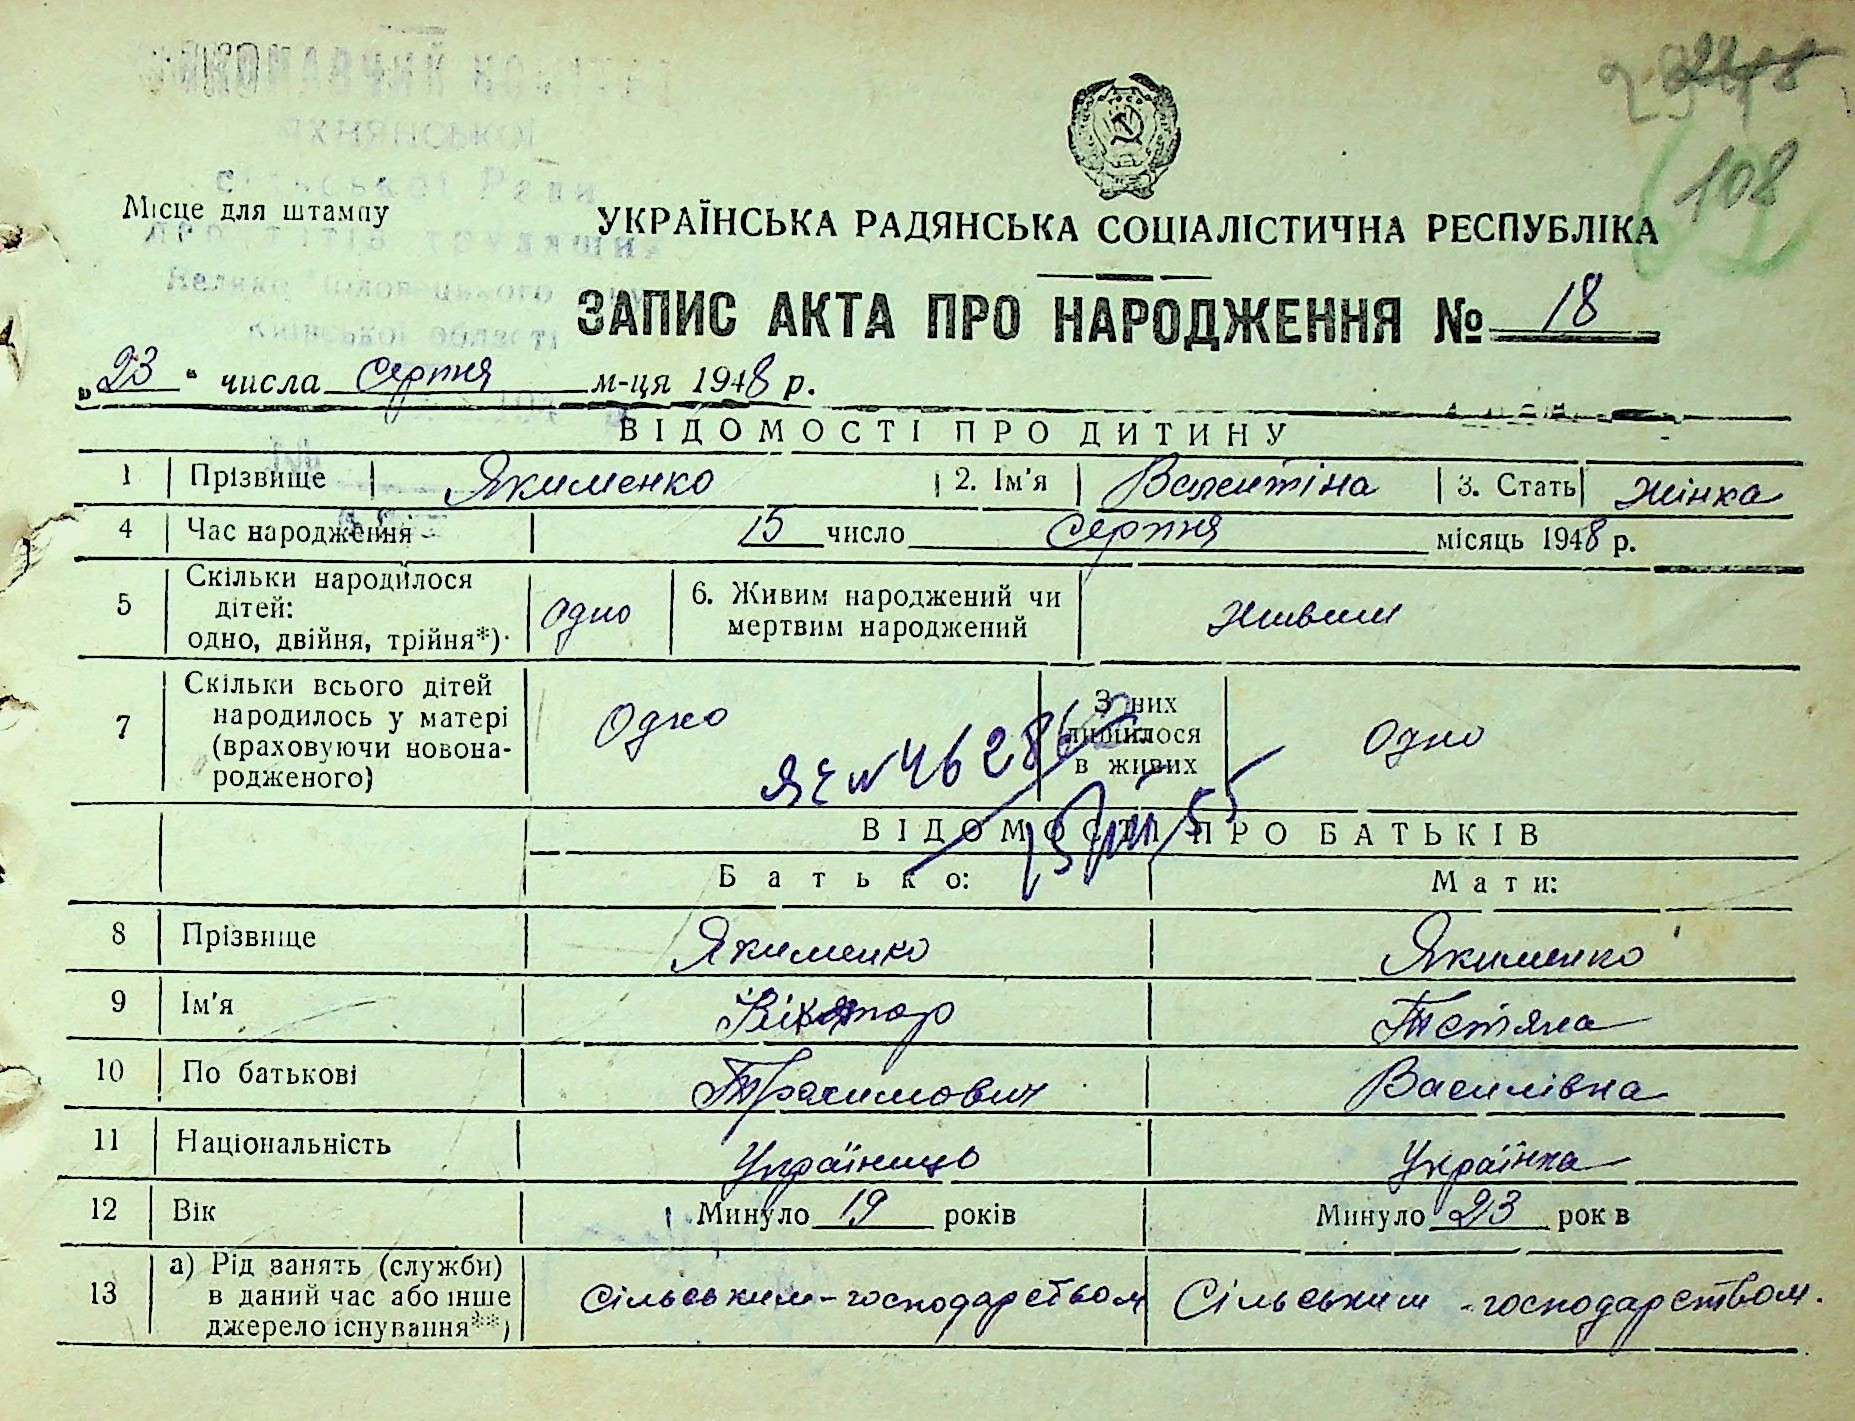 108
Місце для штампу
УКРАЇНСЬКА РАДЯНСЬКА СОЦІАЛІСТИЧНА РЕСПУБЛІКА
ЗАПИС АКТА ПРО НАРОДЖЕННЯ № 18
„23" числа серпня м-ця 1948 р.
ВІДОМОСТІ ПРО ДИТИНУ
1 Прізвище Якименко 2. Ім'я Валентіна 3. Стать Жінка
4 Час народження 15 число серпня місяць 1948 р.
5 Скільки народилося дітей: одно, двійня, трійня*) одно 6. Живим народжений чи мертвим народжений живим
7 Скільки всього дітей народилось у матері (враховуючи новонародженого) Одно З них лишилося в живих Одно
ВІДОМОСТІ ПРО БАТЬКІВ
Батько: Мати:
8 Прізвище Якименко Якименко
9 Ім'я Віктор Тетяна
10 По батькові Трохимович Василівна
11 Національність Українець Українка
12 Вік Минуло 19 років Минуло 23 рок в
13 а) Рід занять (служби) в даний час або інше джерело існування**) Сільським-господарством Сільським-господарством.